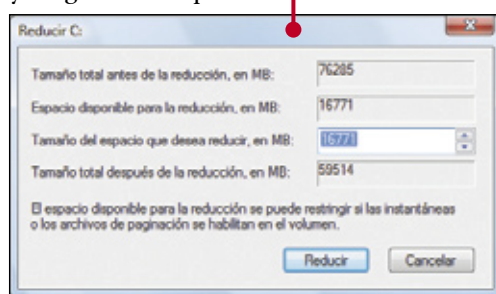 Reducir C:
Tamaño total antes de la reducción, en MB: 76285
Espacio disponible para la reducción, en MB: 16771
Tamaño del espacio que desea reducir, en MB: 16771
Tamaño total después de la reducción, en MB: 59514
El espacio disponible para la reducción se puede restringir si las instantáneas
o los archivos de paginación se habilitan en el volumen.
Reducir Cancelar